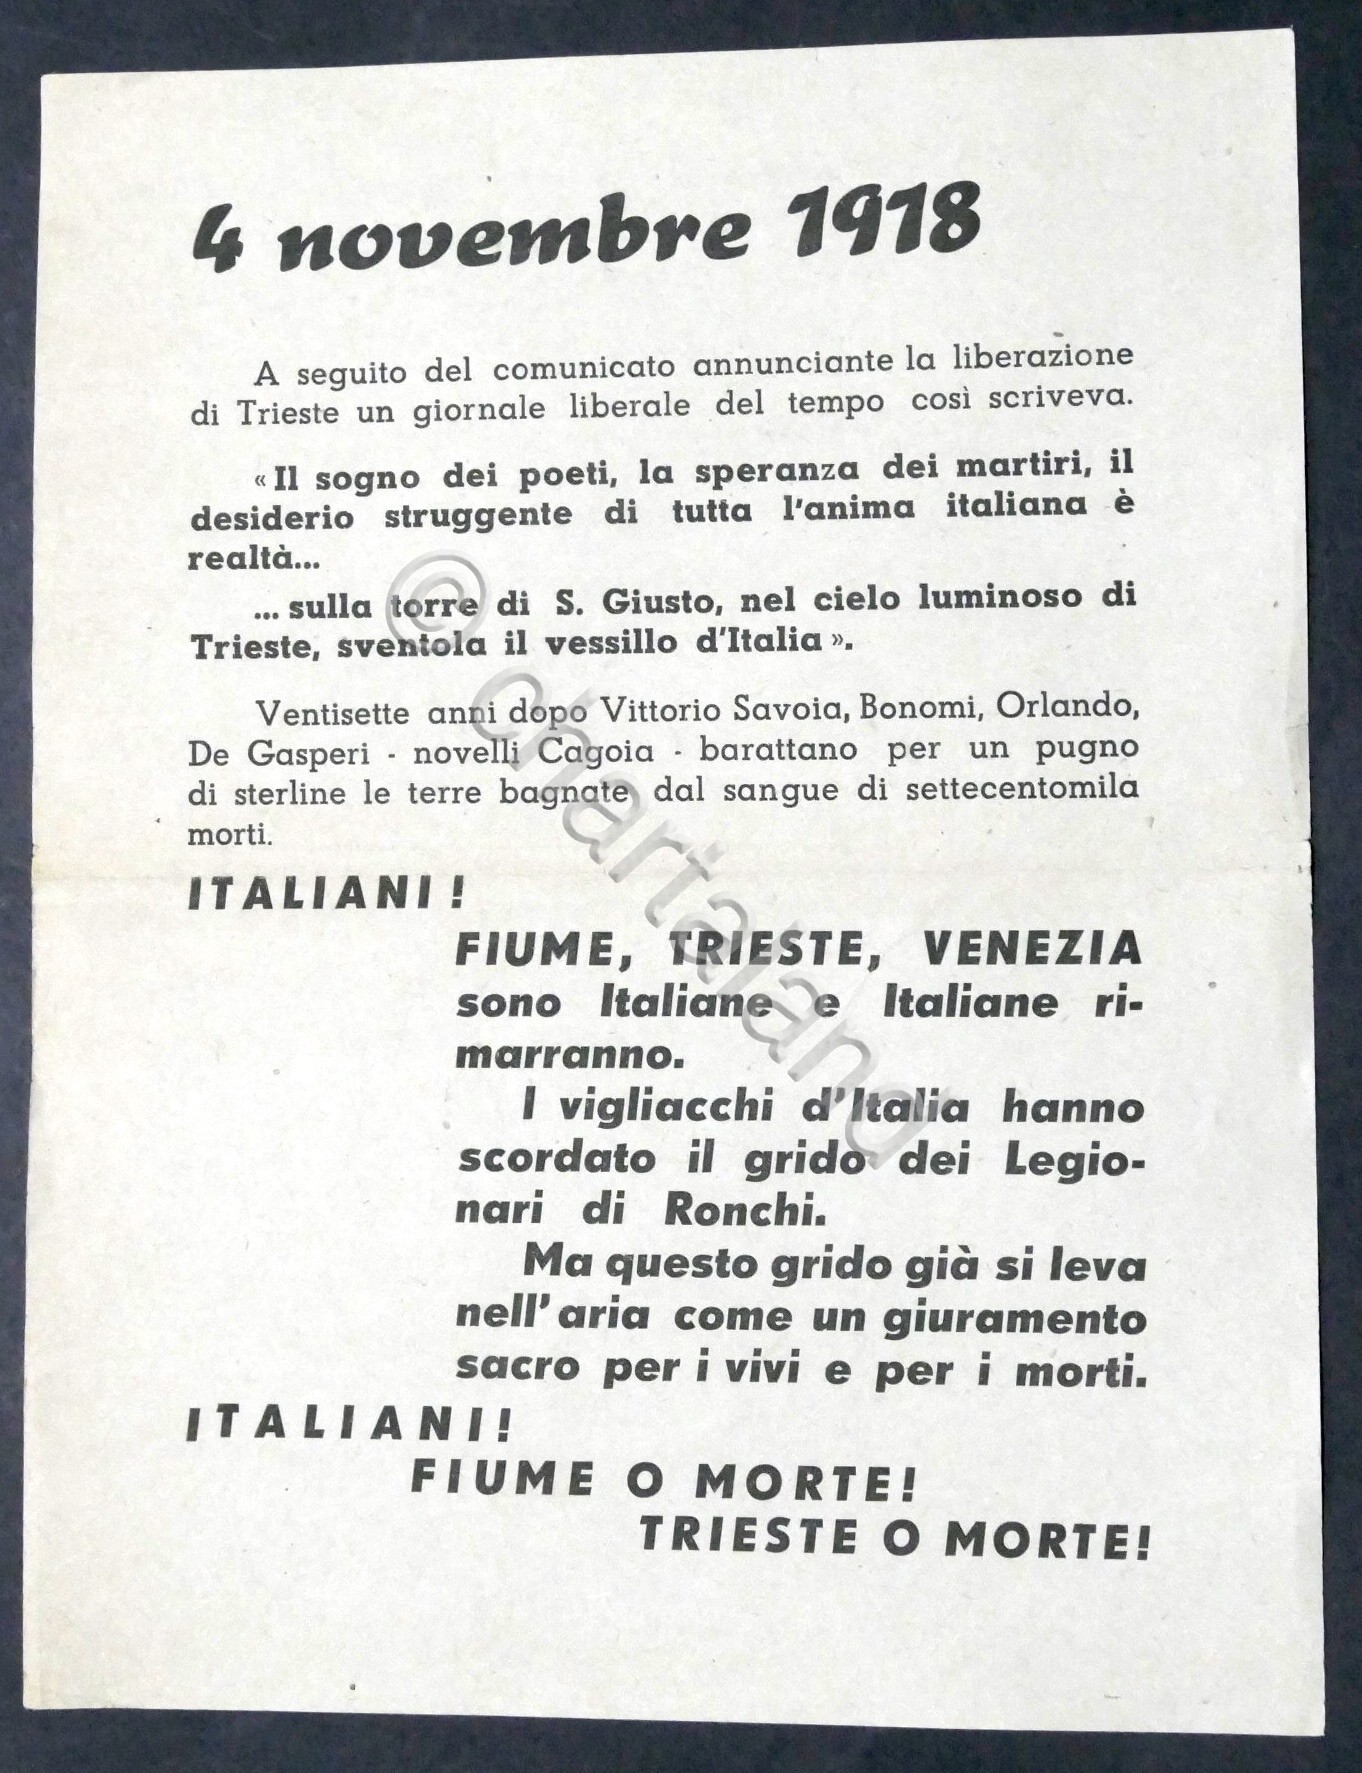 4 novembre 1918
A seguito del comunicato annunciante la liberazione
di Trieste un giornale liberale del tempo così scriveva.
« Il sogno dei poeti, la speranza dei martiri, il
desiderio struggente di tutta l'anima italiana è
realtà...
... sulla torre di S. Giusto, nel cielo luminoso di
Trieste, sventola il vessillo d'Italia ».
Ventisette anni dopo Vittorio Savoia, Bonomi, Orlando,
De Gasperi - novelli Cagoia - barattano per un pugno
di sterline le terre bagnate dal sangue di settecentomila
morti.
ITALIANI !
FIUME, TRIESTE, VENEZIA
sono Italiane e Italiane ri-
marranno.
I vigliacchi d'Italia hanno
scordato il grido dei Legio-
nari di Ronchi.
Ma questo grido già si leva
nell'aria come un giuramento
sacro per i vivi e per i morti.
ITALIANI!
FIUME O MORTE!
TRIESTE O MORTE!
© chartaland